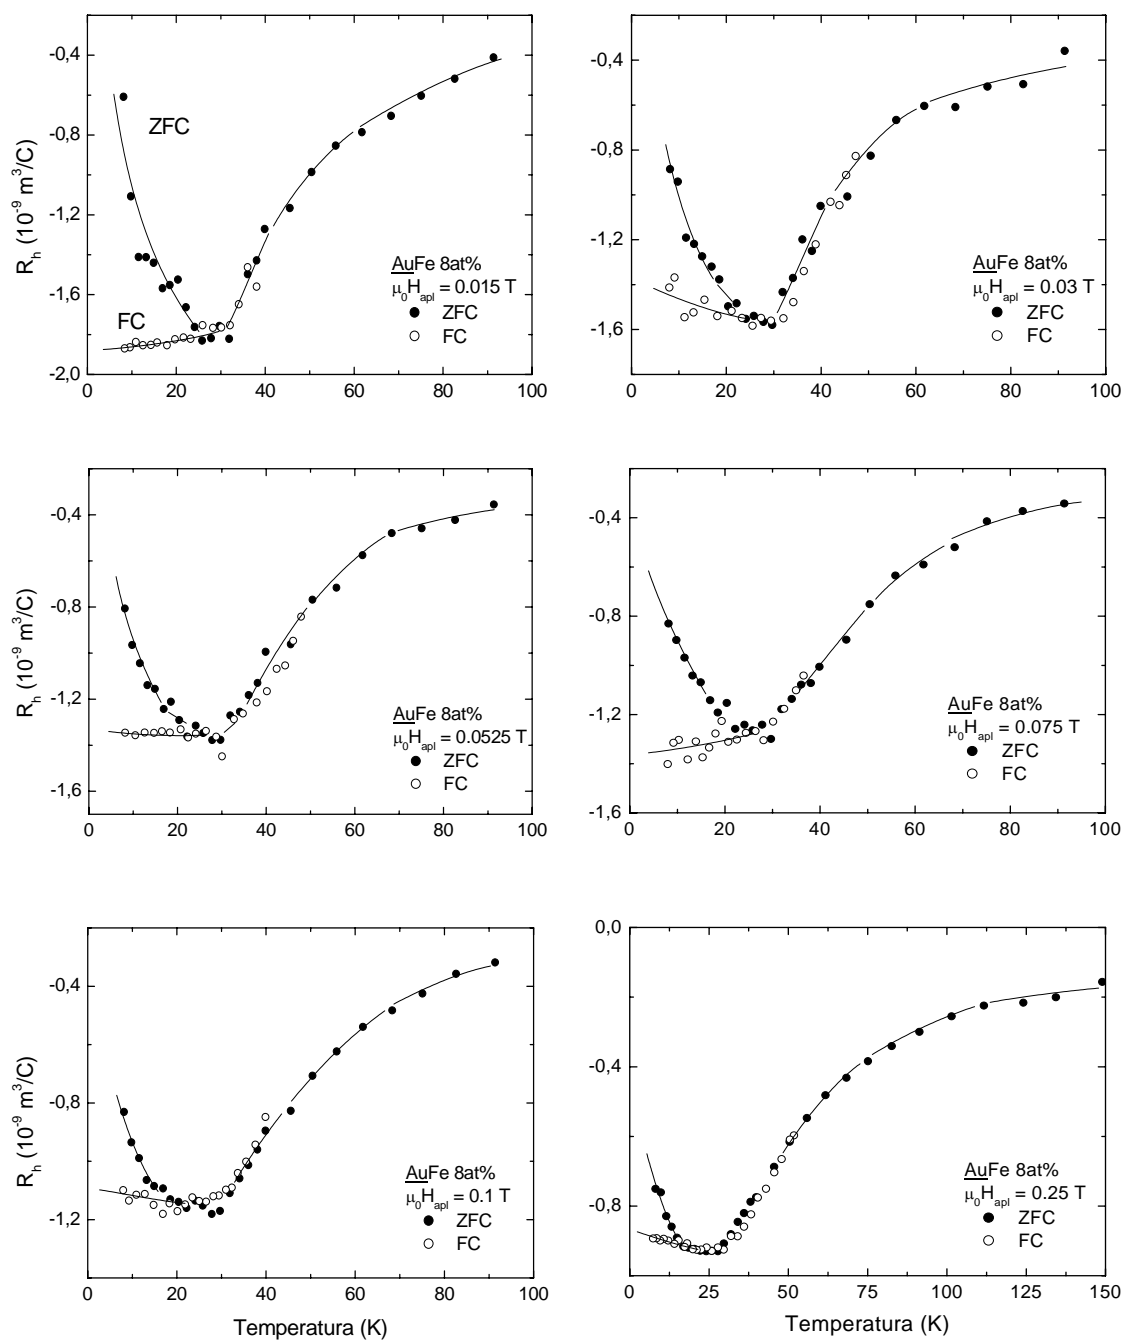 R_h (10^-9 m^3/C)
-0,4
-0,8
-1,2
-1,6
-2,0
ZFC
FC
AuFe 8at%
μ_0H_apl = 0.015 T
ZFC
FC
0 20 40 60 80 100
-0,4
-0,8
-1,2
-1,6
AuFe 8at%
μ_0H_apl = 0.03 T
ZFC
FC
0 20 40 60 80 100
R_h (10^-9 m^3/C)
-0,4
-0,8
-1,2
-1,6
AuFe 8at%
μ_0H_apl = 0.0525 T
ZFC
FC
0 20 40 60 80 100
-0,4
-0,8
-1,2
-1,6
AuFe 8at%
μ_0H_apl = 0.075 T
ZFC
FC
0 20 40 60 80 100
R_h (10^-9 m^3/C)
-0,4
-0,8
-1,2
AuFe 8at%
μ_0H_apl = 0.1 T
ZFC
FC
0 20 40 60 80 100
Temperatura (K)
0,0
-0,4
-0,8
AuFe 8at%
μ_0H_apl = 0.25 T
ZFC
FC
0 25 50 75 100 125 150
Temperatura (K)